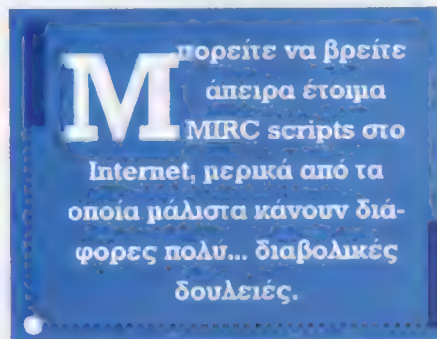 Μπορείτε να βρείτε
άπειρα έτοιμα
MIRC scripts στο
Internet, μερικά από τα
οποία μάλιστα κάνουν διά-
φορες πολυ... διαβολικές
δουλειές.